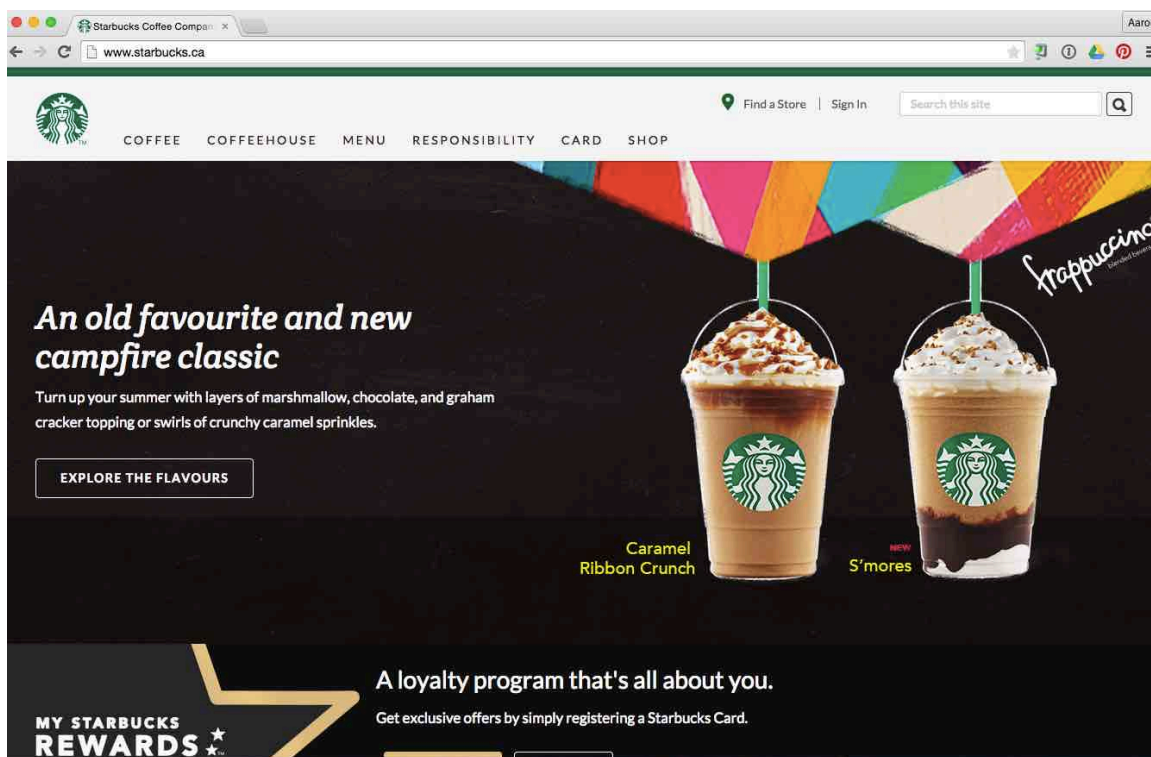 Starbucks Coffee Compan
Aaro
www.starbucks.ca
Find a Store | Sign In
Search this site
COFFEE COFFEEHOUSE MENU RESPONSIBILITY CARD SHOP
frappuccino
An old favourite and new
campfire classic
Turn up your summer with layers of marshmallow, chocolate, and graham
cracker topping or swirls of crunchy caramel sprinkles.
EXPLORE THE FLAVOURS
Caramel
Ribbon Crunch
NEW
S'mores
MY STARBUCKS
REWARDS
A loyalty program that's all about you.
Get exclusive offers by simply registering a Starbucks Card.